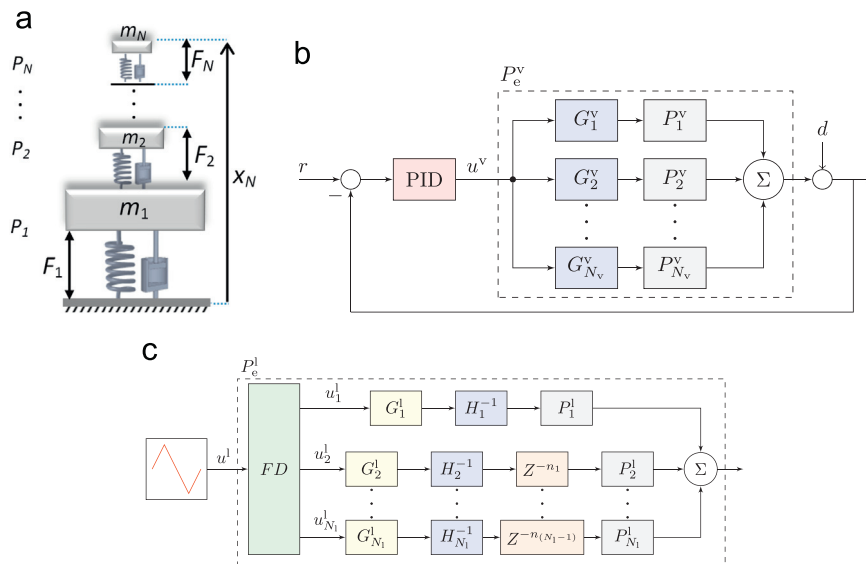 a
m_N
P_N
F_N
m_2
P_2
F_2
x_N
m_1
P_1
F_1
b
P_e^v
G_1^v P_1^v
d
r
PID
u^v
G_2^v P_2^v
Σ
−
G_{N_v}^v P_{N_v}^v
c
P_e^l
u_1^l
G_1^l H_1^{-1} P_1^l
u^l
FD
u_2^l
G_2^l H_2^{-1} Z^{-n_1} P_2^l
Σ
u_{N_l}^l
G_{N_l}^l H_{N_l}^{-1} Z^{-n_{(N_l-1)}} P_{N_l}^l